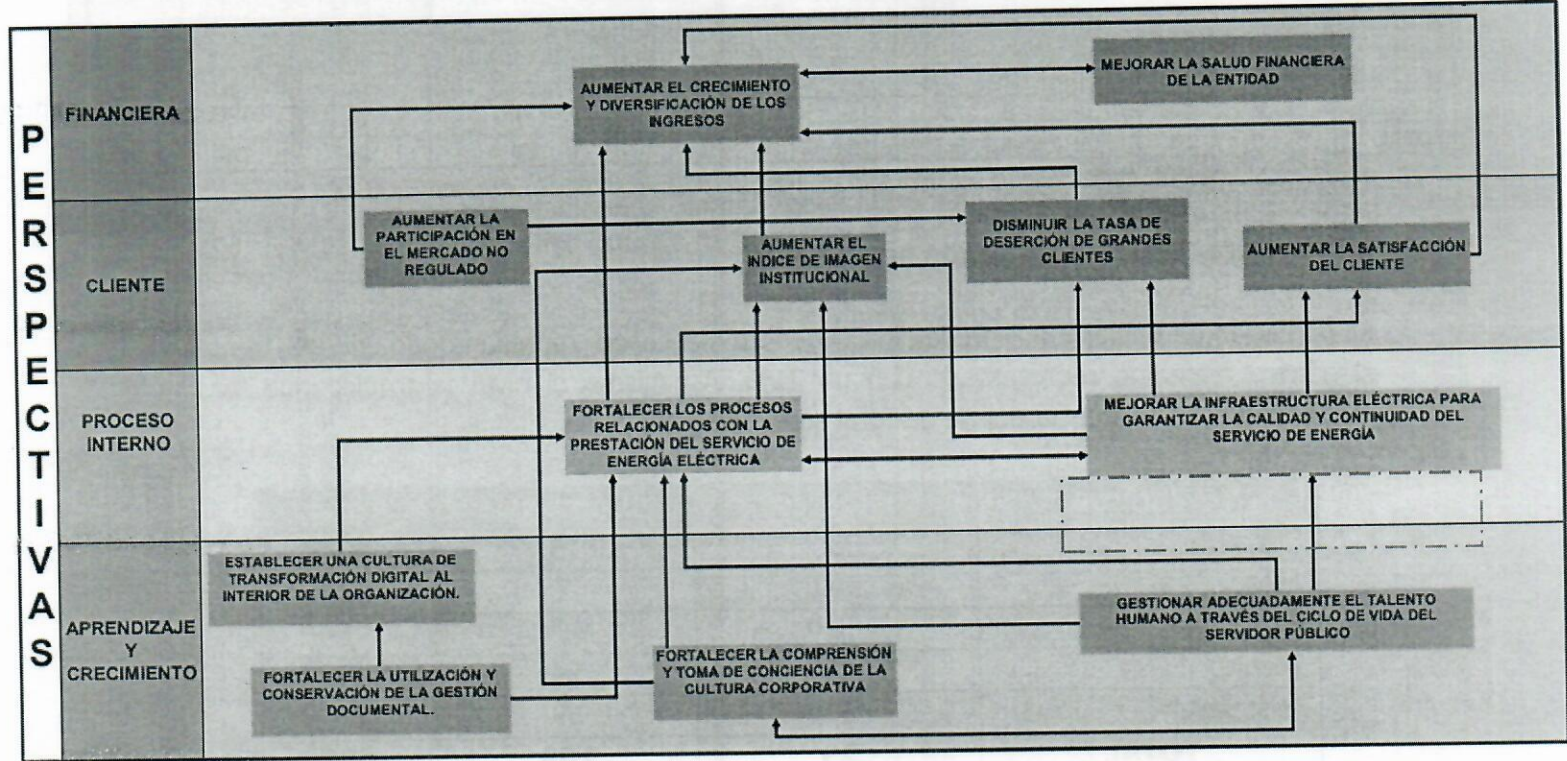 PERSPECTIVAS
FINANCIERA
AUMENTAR EL CRECIMIENTO
Y DIVERSIFICACIÓN DE LOS
INGRESOS
MEJORAR LA SALUD FINANCIERA
DE LA ENTIDAD
CLIENTE
AUMENTAR LA
PARTICIPACIÓN EN
EL MERCADO NO
REGULADO
AUMENTAR EL
INDICE DE IMAGEN
INSTITUCIONAL
DISMINUIR LA TASA DE
DESERCIÓN DE GRANDES
CLIENTES
AUMENTAR LA SATISFACCIÓN
DEL CLIENTE
PROCESO
INTERNO
FORTALECER LOS PROCESOS
RELACIONADOS CON LA
PRESTACIÓN DEL SERVICIO DE
ENERGÍA ELÉCTRICA
MEJORAR LA INFRAESTRUCTURA ELÉCTRICA PARA
GARANTIZAR LA CALIDAD Y CONTINUIDAD DEL
SERVICIO DE ENERGÍA
APRENDIZAJE
Y
CRECIMIENTO
ESTABLECER UNA CULTURA DE
TRANSFORMACIÓN DIGITAL AL
INTERIOR DE LA ORGANIZACIÓN.
FORTALECER LA UTILIZACIÓN Y
CONSERVACIÓN DE LA GESTIÓN
DOCUMENTAL.
FORTALECER LA COMPRENSIÓN
Y TOMA DE CONCIENCIA DE LA
CULTURA CORPORATIVA
GESTIONAR ADECUADAMENTE EL TALENTO
HUMANO A TRAVÉS DEL CICLO DE VIDA DEL
SERVIDOR PÚBLICO